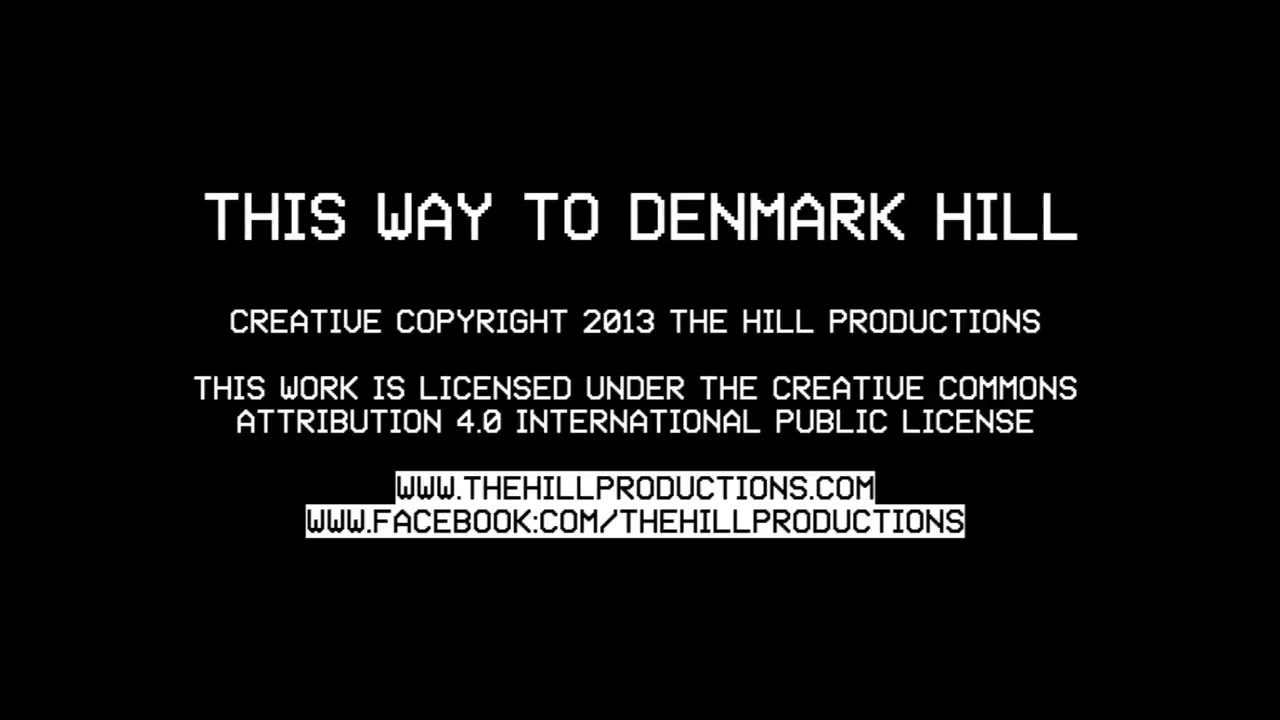 THIS WAY TO DENMARK HILL
CREATIVE COPYRIGHT 2013 THE HILL PRODUCTIONS
THIS WORK IS LICENSED UNDER THE CREATIVE COMMONS
ATTRIBUTION 4.0 INTERNATIONAL PUBLIC LICENSE
WWW.THEHILLPRODUCTIONS.COM
WWW.FACEBOOK:COM/THEHILLPRODUCTIONS